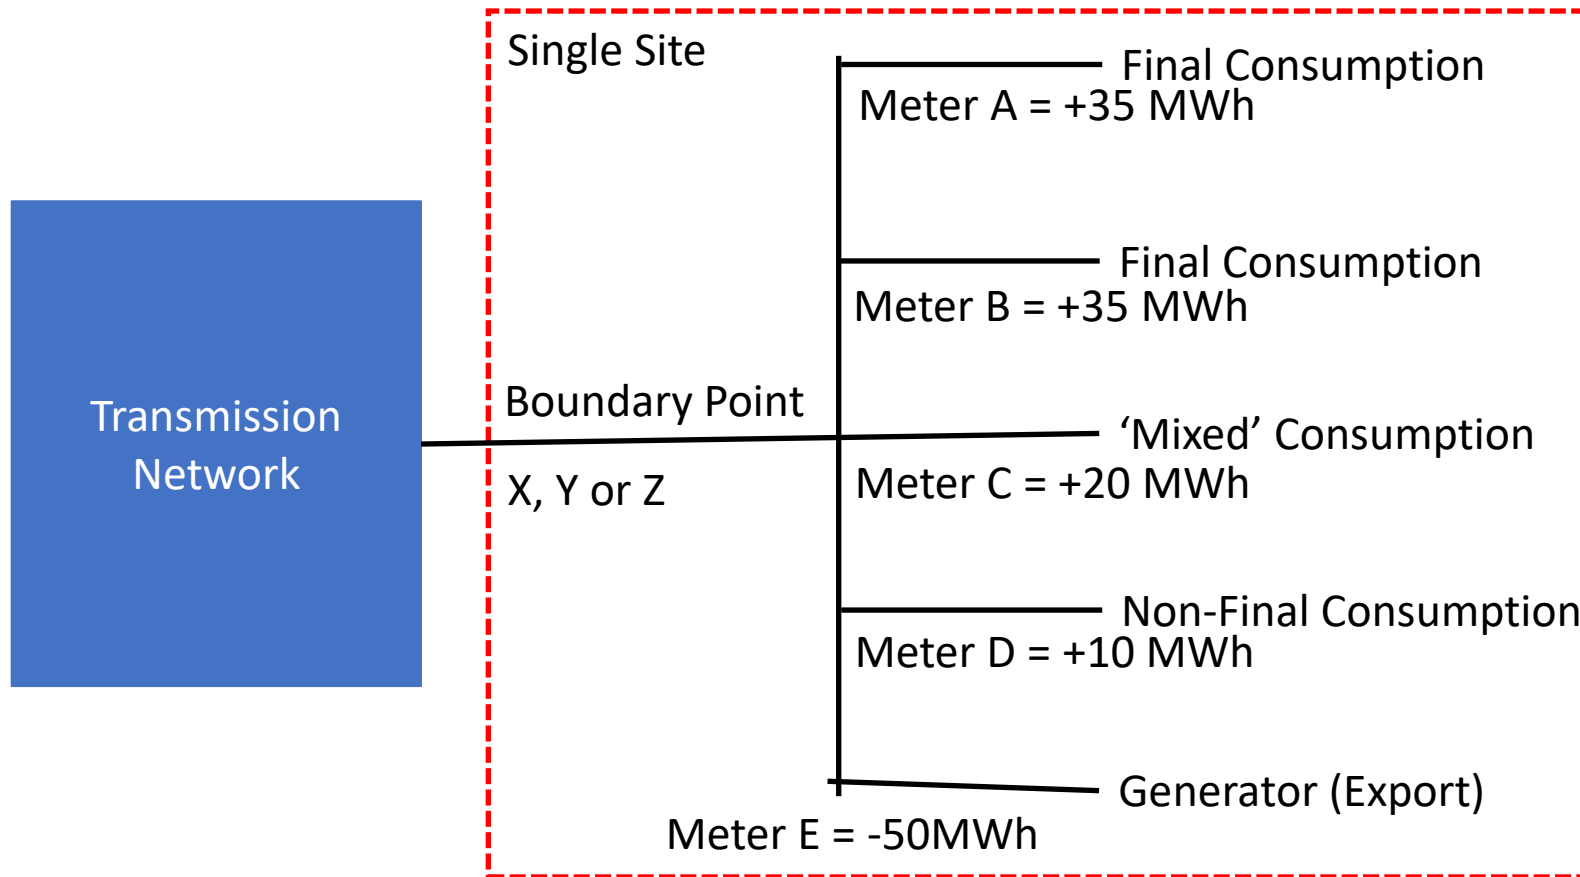 Single Site
Final Consumption
Meter A = +35 MWh
Final Consumption
Meter B = +35 MWh
Transmission
Network
Boundary Point
X, Y or Z
‘Mixed’ Consumption
Meter C = +20 MWh
Non-Final Consumption
Meter D = +10 MWh
Generator (Export)
Meter E = -50MWh